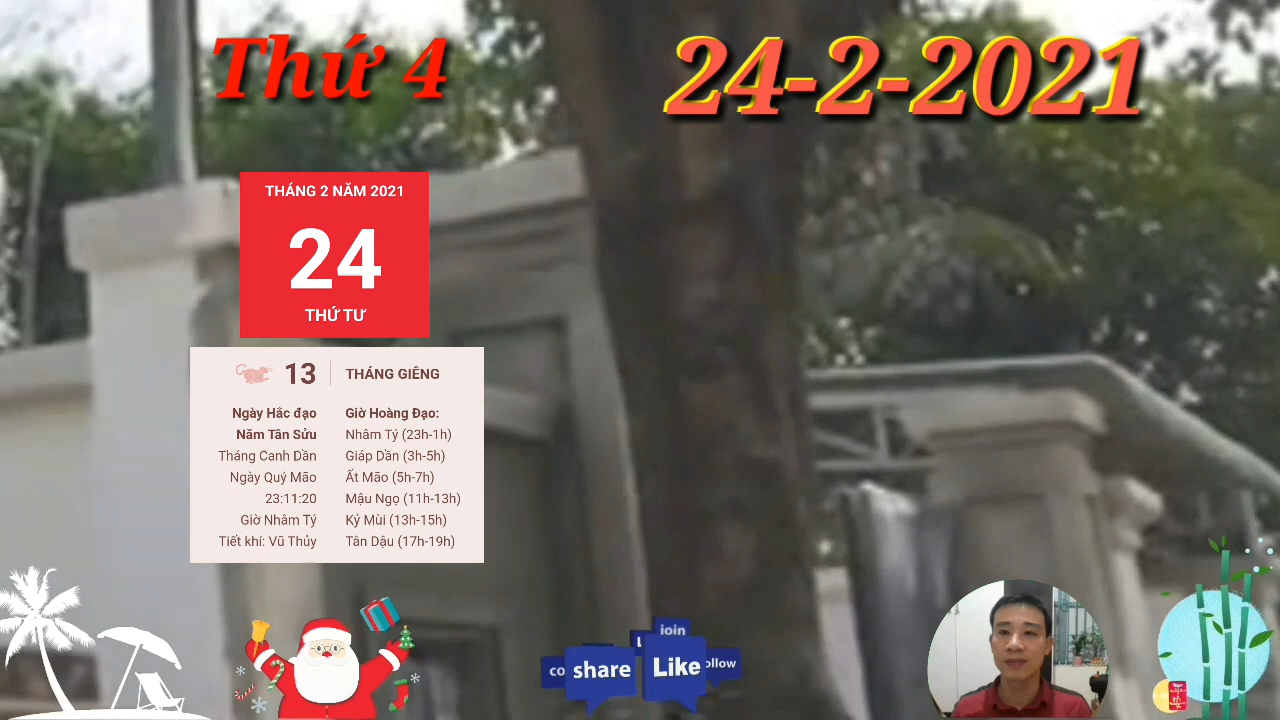 Thứ 4
24-2-2021
THÁNG 2 NĂM 2021
24
THỨ TƯ
13
THÁNG GIÊNG
Ngày Hắc đạo
Năm Tân Sửu
Tháng Canh Dần
Ngày Quý Mão
23:11:20
Giờ Nhâm Tý
Tiết khí: Vũ Thủy
Giờ Hoàng Đạo:
Nhâm Tý (23h-1h)
Giáp Dần (3h-5h)
Ất Mão (5h-7h)
Mậu Ngọ (11h-13h)
Kỷ Mùi (13h-15h)
Tân Dậu (17h-19h)
join
share
Like